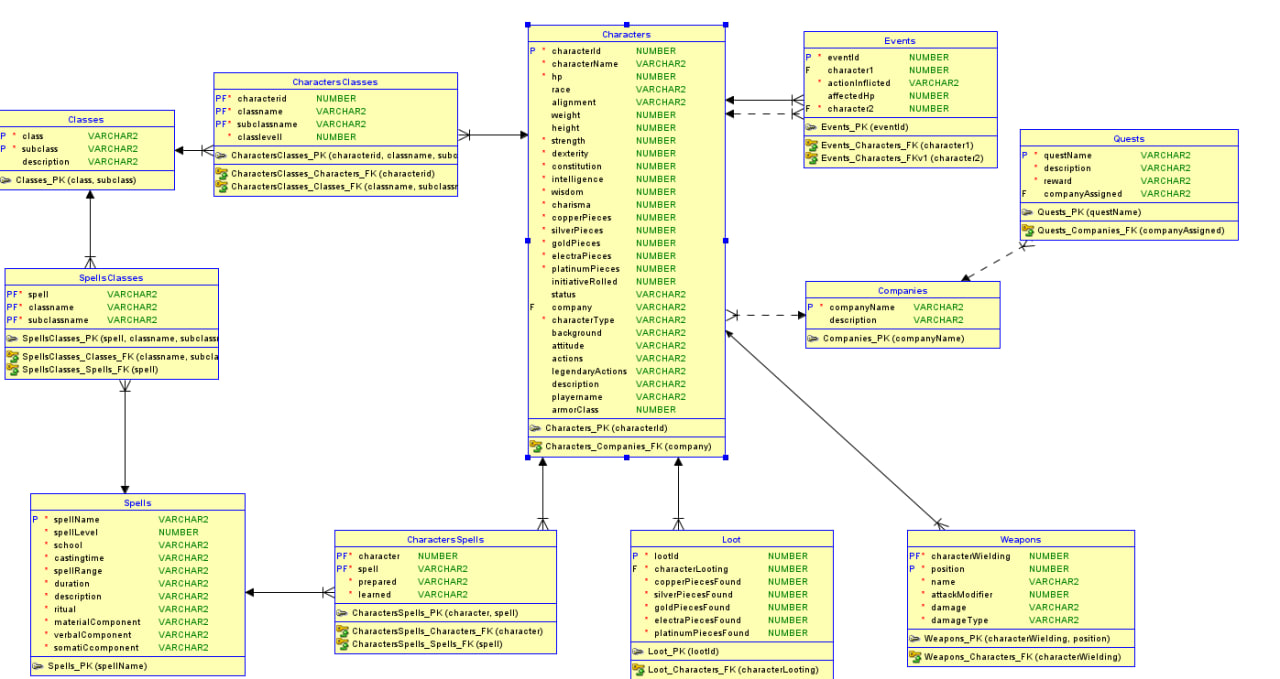 Characters
P * characterId NUMBER
* characterName VARCHAR2
* hp NUMBER
race VARCHAR2
alignment VARCHAR2
weight NUMBER
height NUMBER
* strength NUMBER
* dexterity NUMBER
* constitution NUMBER
* intelligence NUMBER
* wisdom NUMBER
* charisma NUMBER
* copperPieces NUMBER
* silverPieces NUMBER
* goldPieces NUMBER
* electraPieces NUMBER
* platinumPieces NUMBER
initiativeRolled NUMBER
status VARCHAR2
F company VARCHAR2
* characterType VARCHAR2
background VARCHAR2
attitude VARCHAR2
actions VARCHAR2
legendaryActions VARCHAR2
description VARCHAR2
playername VARCHAR2
armorClass NUMBER
Characters_PK (characterId)
Characters_Companies_FK (company)
Events
P * eventId NUMBER
F character1 NUMBER
* actionInflicted VARCHAR2
affectedHp NUMBER
F * character2 NUMBER
Events_PK (eventId)
Events_Characters_FK (character1)
Events_Characters_FKv1 (character2)
CharactersClasses
PF* characterid NUMBER
PF* classname VARCHAR2
PF* subclassname VARCHAR2
* classlevell NUMBER
CharactersClasses_PK (characterid, classname, subc
CharactersClasses_Characters_FK (characterid)
CharactersClasses_Classes_FK (classname, subclassn
Classes
P * class VARCHAR2
P * subclass VARCHAR2
description VARCHAR2
Classes_PK (class, subclass)
Quests
P * questName VARCHAR2
* description VARCHAR2
* reward VARCHAR2
F companyAssigned VARCHAR2
Quests_PK (questName)
Quests_Companies_FK (companyAssigned)
SpellsClasses
PF* spell VARCHAR2
PF* classname VARCHAR2
PF* subclassname VARCHAR2
SpellsClasses_PK (spell, classname, subclassn
SpellsClasses_Classes_FK (classname, subcla
SpellsClasses_Spells_FK (spell)
Companies
P * companyName VARCHAR2
description VARCHAR2
Companies_PK (companyName)
Spells
P * spellName VARCHAR2
* spellLevel NUMBER
* school VARCHAR2
* castingtime VARCHAR2
* spellRange VARCHAR2
* duration VARCHAR2
* description VARCHAR2
* ritual VARCHAR2
* materialComponent VARCHAR2
* verbalComponent VARCHAR2
* somatiCcomponent VARCHAR2
Spells_PK (spellName)
CharactersSpells
PF* character NUMBER
PF* spell VARCHAR2
* prepared VARCHAR2
* learned VARCHAR2
CharactersSpells_PK (character, spell)
CharactersSpells_Characters_FK (character)
CharactersSpells_Spells_FK (spell)
Loot
P * lootId NUMBER
F * characterLooting NUMBER
* copperPiecesFound NUMBER
* silverPiecesFound NUMBER
* goldPiecesFound NUMBER
* electraPiecesFound NUMBER
* platinumPiecesFound NUMBER
Loot_PK (lootId)
Loot_Characters_FK (characterLooting)
Weapons
PF* characterWielding NUMBER
P * position NUMBER
* name VARCHAR2
* attackModifier NUMBER
* damage VARCHAR2
* damageType VARCHAR2
Weapons_PK (characterWielding, position)
Weapons_Characters_FK (characterWielding)